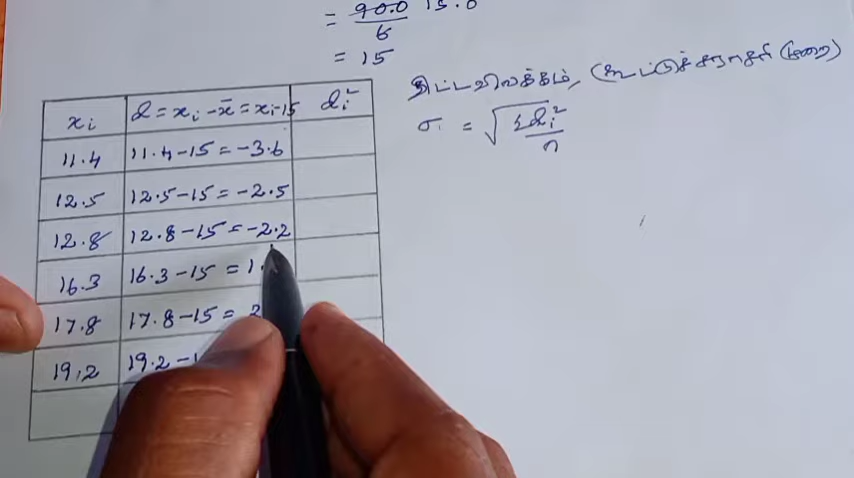 = 90.0 15.0
6
= 15
திட்டவிலக்கம், (கூட்டுச்சராசரி முறை)
σ = √Σdi²
n
xi d = xi - x̄ = xi-15 di²
11.4 11.4-15 = -3.6
12.5 12.5-15 = -2.5
12.8 12.8-15 = -2.2
16.3 16.3-15 = 1.
17.8 17.8-15 = 2
19.2 19.2-1